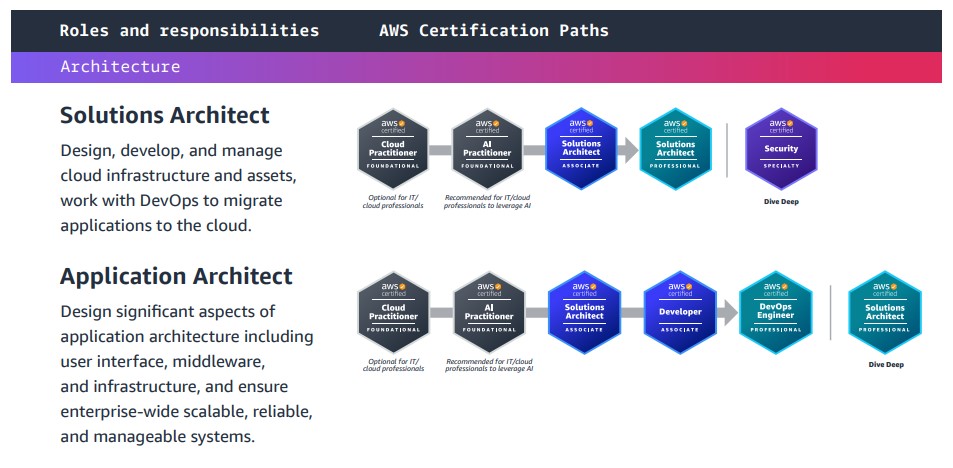 Roles and responsibilities
AWS Certification Paths
Architecture
Solutions Architect
Design, develop, and manage
cloud infrastructure and assets,
work with DevOps to migrate
applications to the cloud.
aws
certified
Cloud
Practitioner
FOUNDATIONAL
Optional for IT/
cloud professionals
aws
certified
AI
Practitioner
FOUNDATIONAL
Recommended for IT/cloud
professionals to leverage AI
aws
certified
Solutions
Architect
ASSOCIATE
aws
certified
Solutions
Architect
PROFESSIONAL
aws
certified
Security
SPECIALTY
Dive Deep
Application Architect
Design significant aspects of
application architecture including
user interface, middleware,
and infrastructure, and ensure
enterprise-wide scalable, reliable,
and manageable systems.
aws
certified
Cloud
Practitioner
FOUNDATIONAL
Optional for IT/
cloud professionals
aws
certified
AI
Practitioner
FOUNDATIONAL
Recommended for IT/cloud
professionals to leverage AI
aws
certified
Solutions
Architect
ASSOCIATE
aws
certified
Developer
ASSOCIATE
aws
certified
DevOps
Engineer
PROFESSIONAL
aws
certified
Solutions
Architect
PROFESSIONAL
Dive Deep